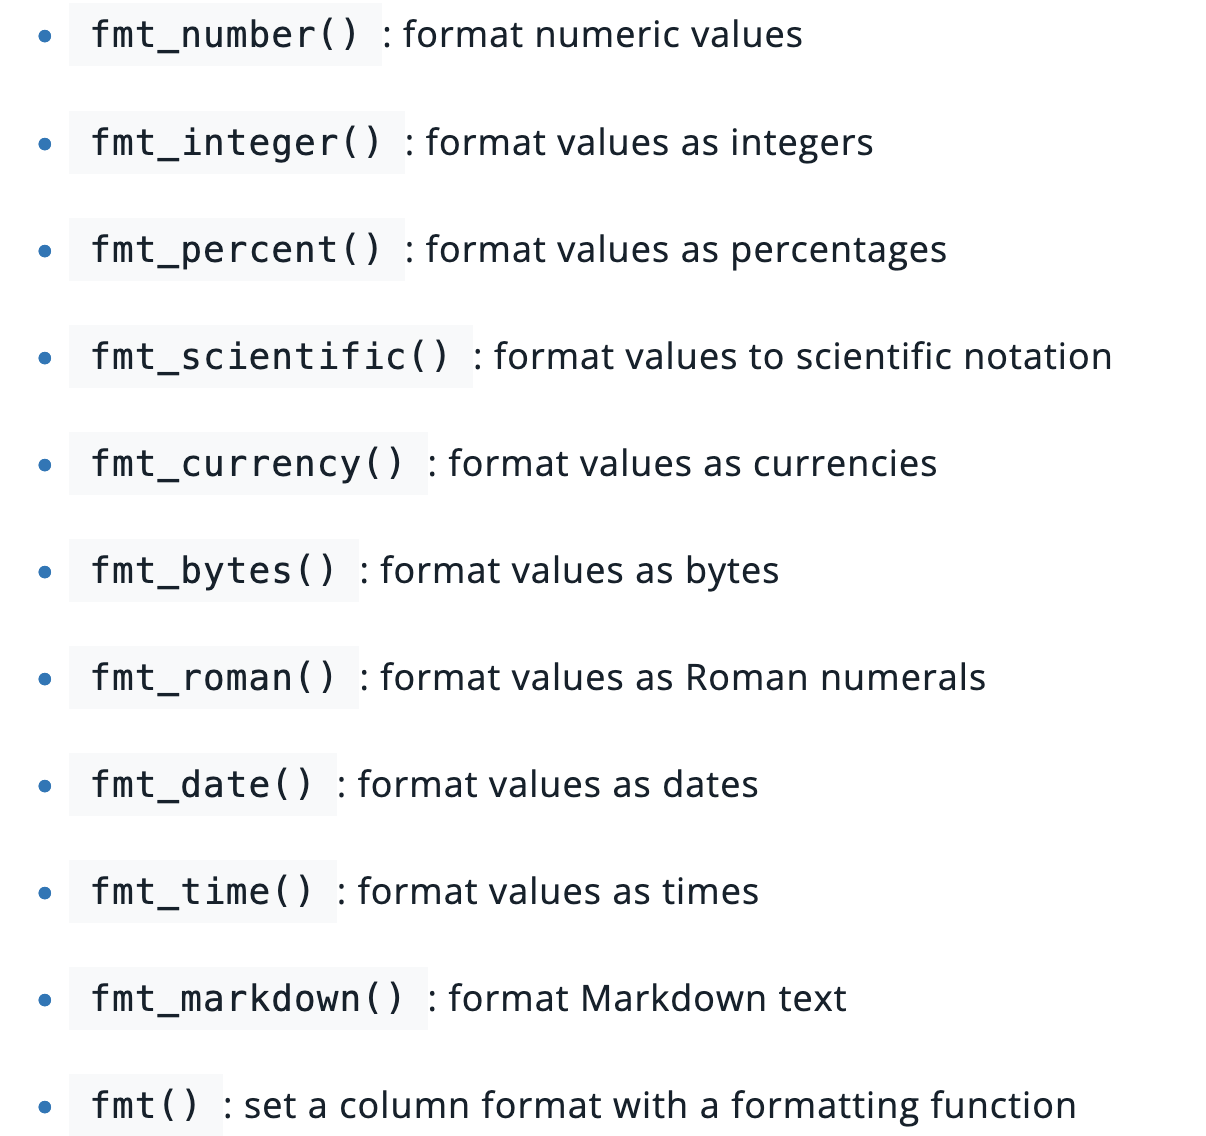 fmt_number() : format numeric values
fmt_integer() : format values as integers
fmt_percent() : format values as percentages
fmt_scientific() : format values to scientific notation
fmt_currency() : format values as currencies
fmt_bytes() : format values as bytes
fmt_roman() : format values as Roman numerals
fmt_date() : format values as dates
fmt_time() : format values as times
fmt_markdown() : format Markdown text
fmt() : set a column format with a formatting function